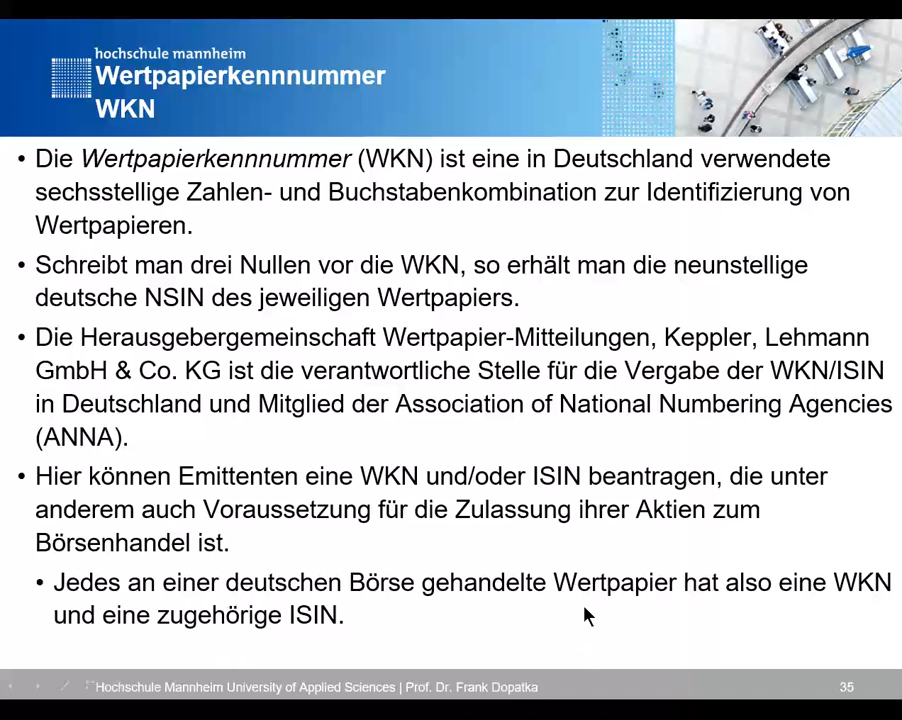 hochschule mannheim
Wertpapierkennnummer
WKN
• Die Wertpapierkennnummer (WKN) ist eine in Deutschland verwendete
sechsstellige Zahlen- und Buchstabenkombination zur Identifizierung von
Wertpapieren.
• Schreibt man drei Nullen vor die WKN, so erhält man die neunstellige
deutsche NSIN des jeweiligen Wertpapiers.
• Die Herausgebergemeinschaft Wertpapier-Mitteilungen, Keppler, Lehmann
GmbH & Co. KG ist die verantwortliche Stelle für die Vergabe der WKN/ISIN
in Deutschland und Mitglied der Association of National Numbering Agencies
(ANNA).
• Hier können Emittenten eine WKN und/oder ISIN beantragen, die unter
anderem auch Voraussetzung für die Zulassung ihrer Aktien zum
Börsenhandel ist.
• Jedes an einer deutschen Börse gehandelte Wertpapier hat also eine WKN
und eine zugehörige ISIN.
Hochschule Mannheim University of Applied Sciences | Prof. Dr. Frank Dopatka
35